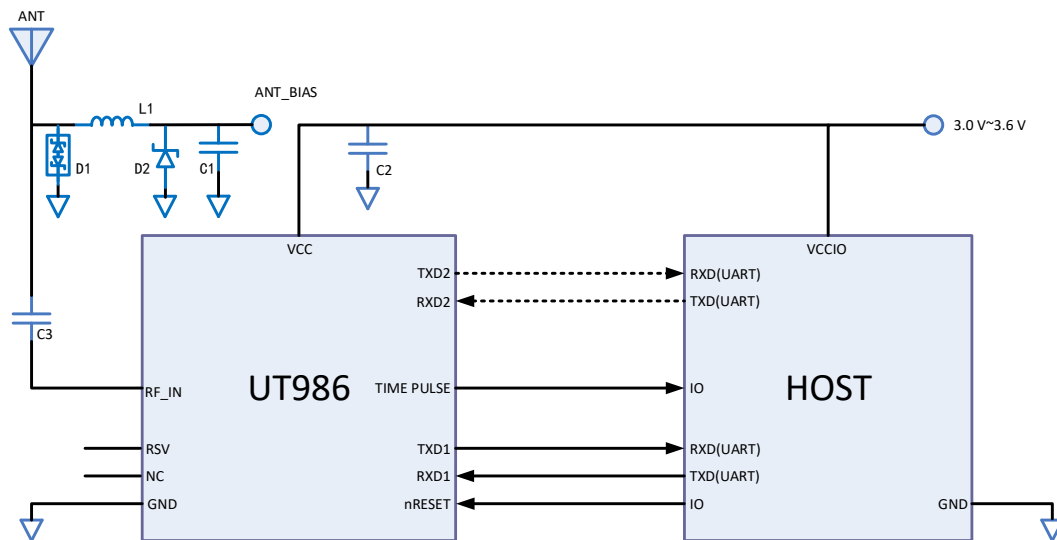 ANT
L1
ANT_BIAS
D1
D2
C1
C2
3.0 V~3.6 V
VCC
VCCIO
TXD2
RXD(UART)
RXD2
TXD(UART)
C3
RF_IN
UT986
TIME PULSE
IO
HOST
RSV
TXD1
RXD(UART)
NC
RXD1
TXD(UART)
GND
nRESET
IO
GND